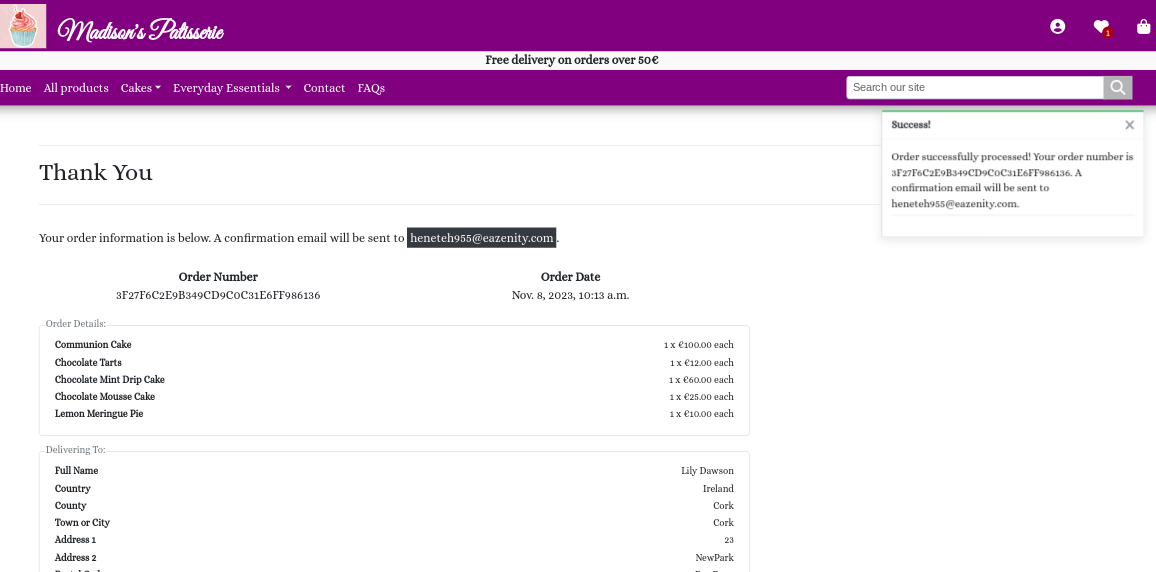 Madison's Patisserie
1
Free delivery on orders over 50€
Home All products Cakes Everyday Essentials Contact FAQs
Search our site
Success! ×
Order successfully processed! Your order number is
3F27F6C2E9B349CD9C0C31E6FF986136. A
confirmation email will be sent to
heneteh955@eazenity.com.
Thank You
Your order information is below. A confirmation email will be sent to heneteh955@eazenity.com.
Order Number Order Date
3F27F6C2E9B349CD9C0C31E6FF986136 Nov. 8, 2023, 10:13 a.m.
Order Details:
Communion Cake 1 x €100.00 each
Chocolate Tarts 1 x €12.00 each
Chocolate Mint Drip Cake 1 x €60.00 each
Chocolate Mousse Cake 1 x €25.00 each
Lemon Meringue Pie 1 x €10.00 each
Delivering To:
Full Name Lily Dawson
Country Ireland
County Cork
Town or City Cork
Address 1 23
Address 2 NewPark